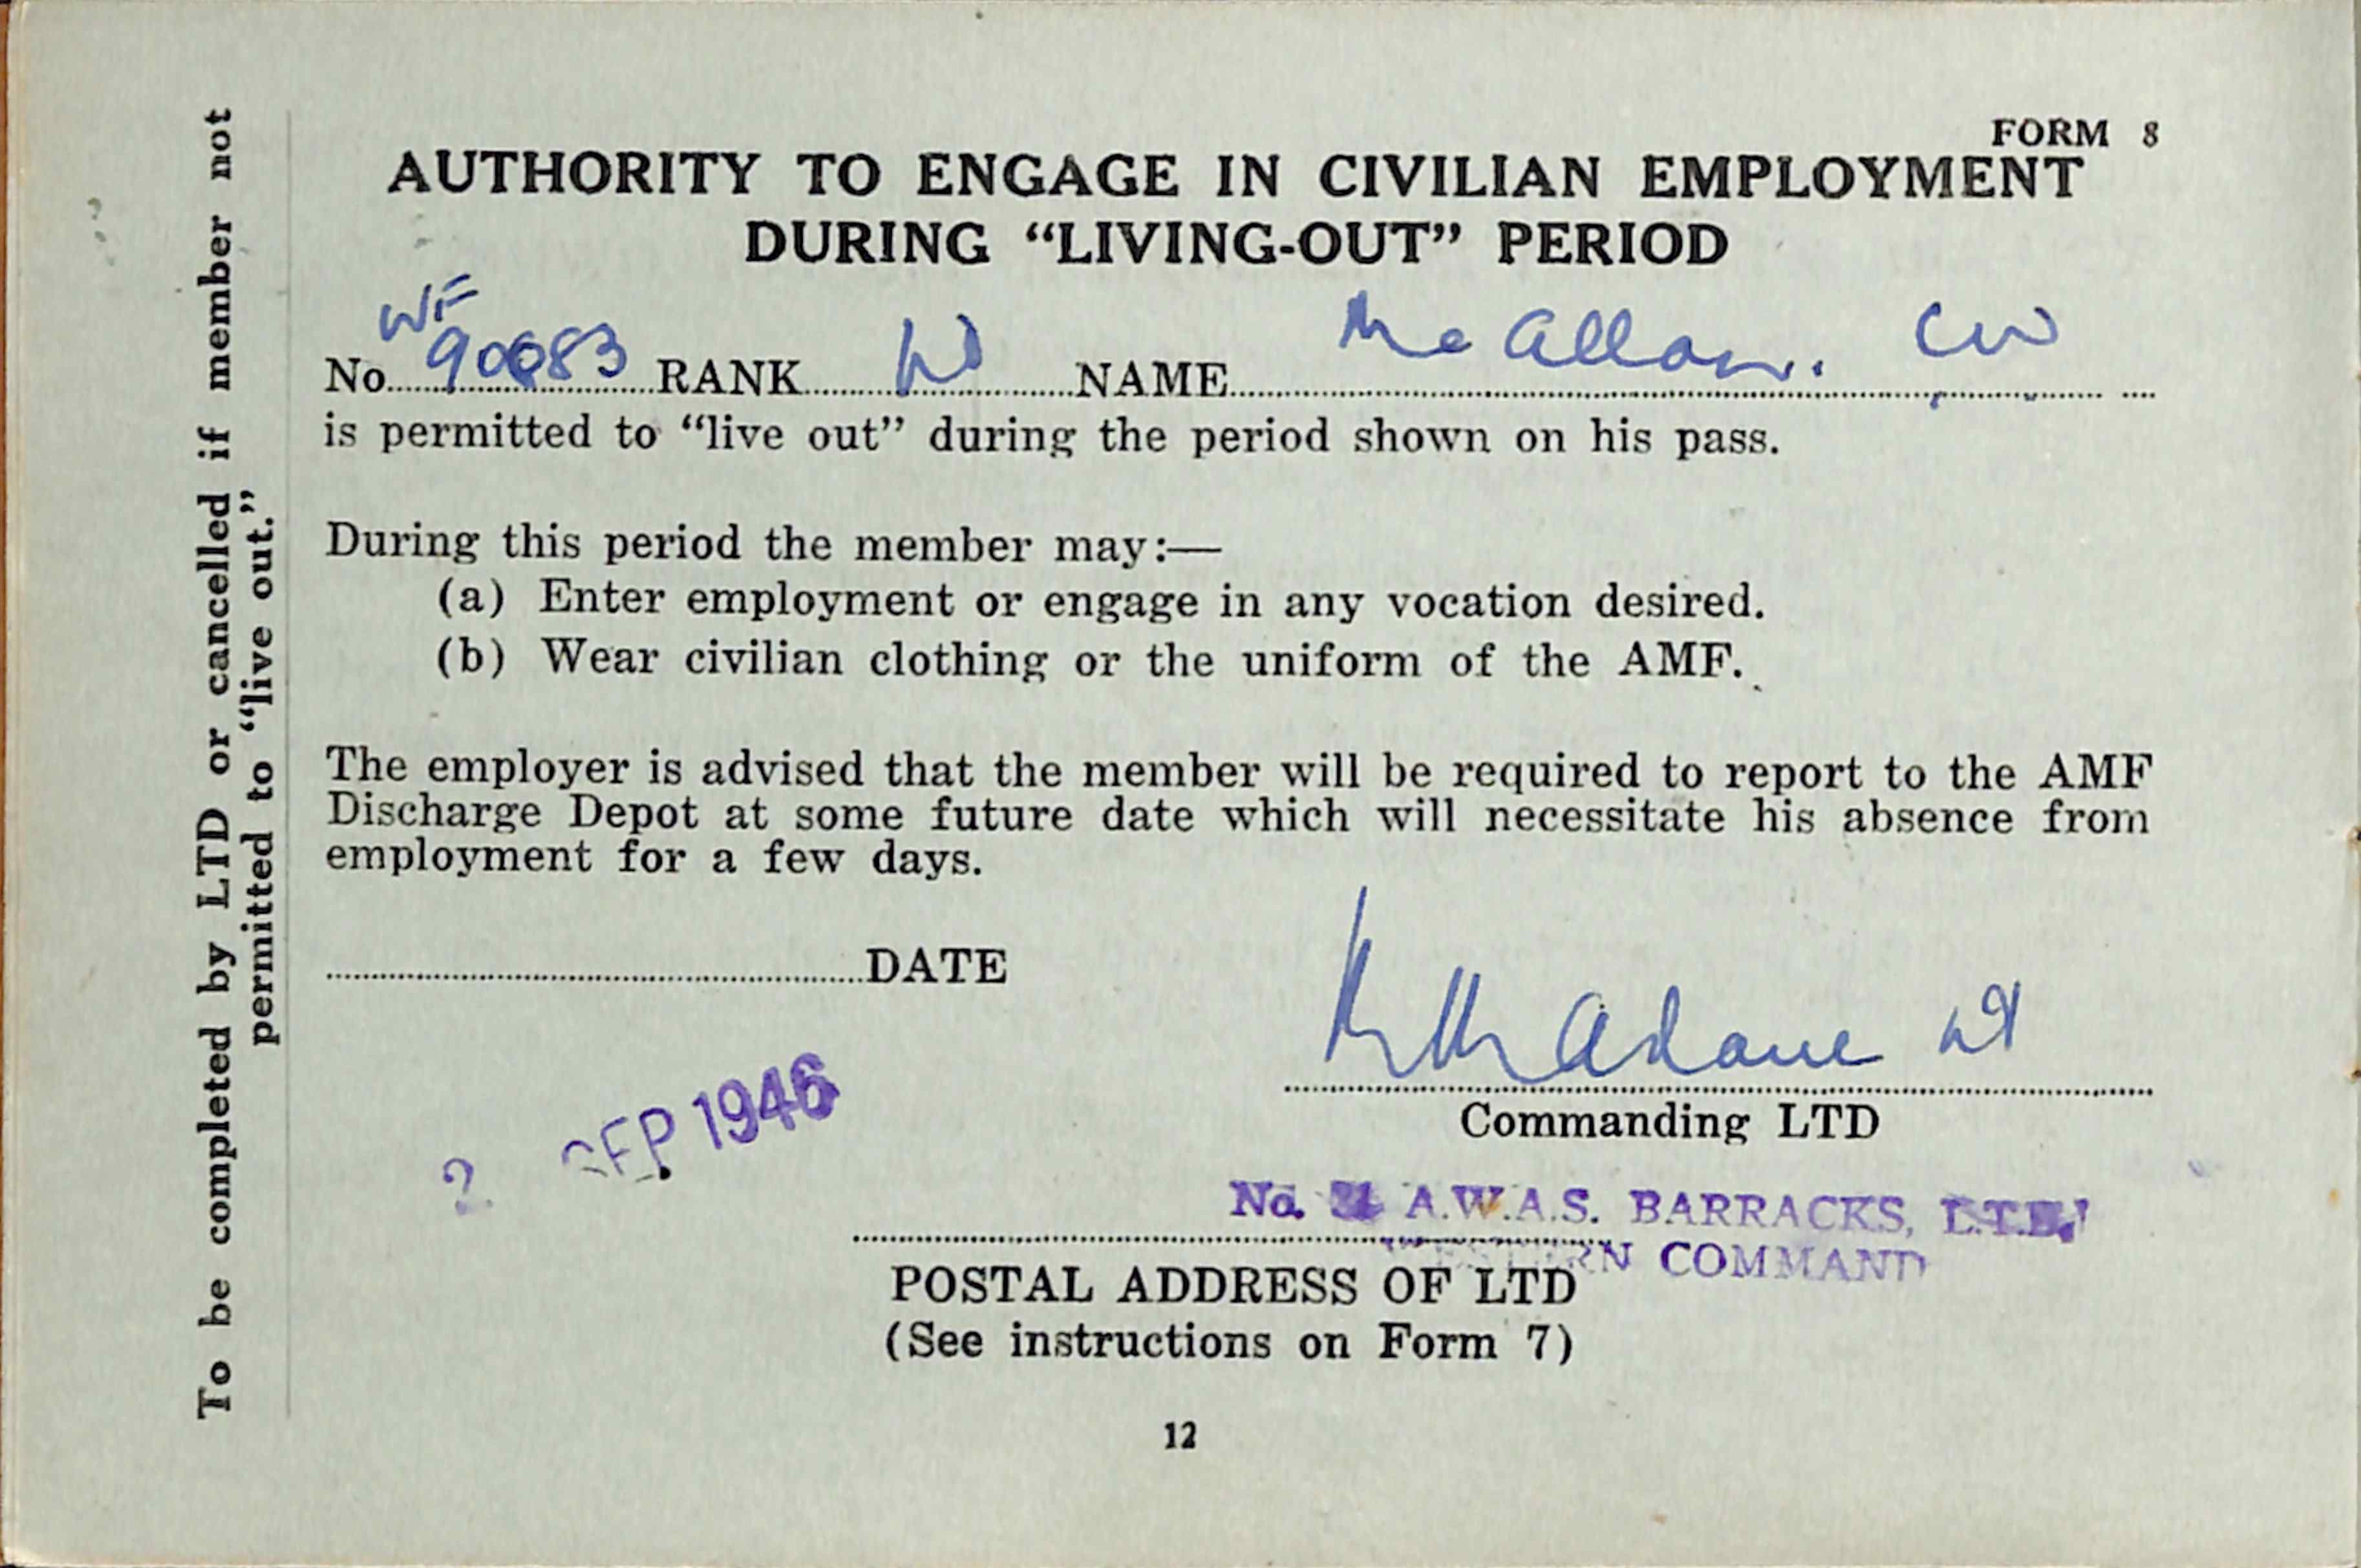 FORM 8
AUTHORITY TO ENGAGE IN CIVILIAN EMPLOYMENT
DURING “LIVING-OUT” PERIOD
WF
No 90083 RANK W NAME
is permitted to “live out” during the period shown on his pass.
During this period the member may:—
(a) Enter employment or engage in any vocation desired.
(b) Wear civilian clothing or the uniform of the AMF.
The employer is advised that the member will be required to report to the AMF
Discharge Depot at some future date which will necessitate his absence from
employment for a few days.
DATE
SEP 1946
Commanding LTD
No. A.W.A.S. BARRACKS, L.T.D.
WESTERN COMMAND
POSTAL ADDRESS OF LTD
(See instructions on Form 7)
12
To be completed by LTD or cancelled if member not
permitted to “live out.”